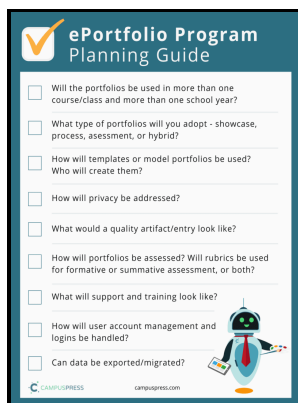 ePortfolio Program
Planning Guide
Will the portfolios be used in more than one
course/class and more than one school year?
What type of portfolios will you adopt - showcase,
process, asessment, or hybrid?
How will templates or model portfolios be used?
Who will create them?
How will privacy be addressed?
What would a quality artifact/entry look like?
How will portfolios be assessed? Will rubrics be used
for formative or summative assessment, or both?
What will support and training look like?
How will user account management and
logins be handled?
Can data be exported/migrated?
CAMPUSPRESS
campuspress.com